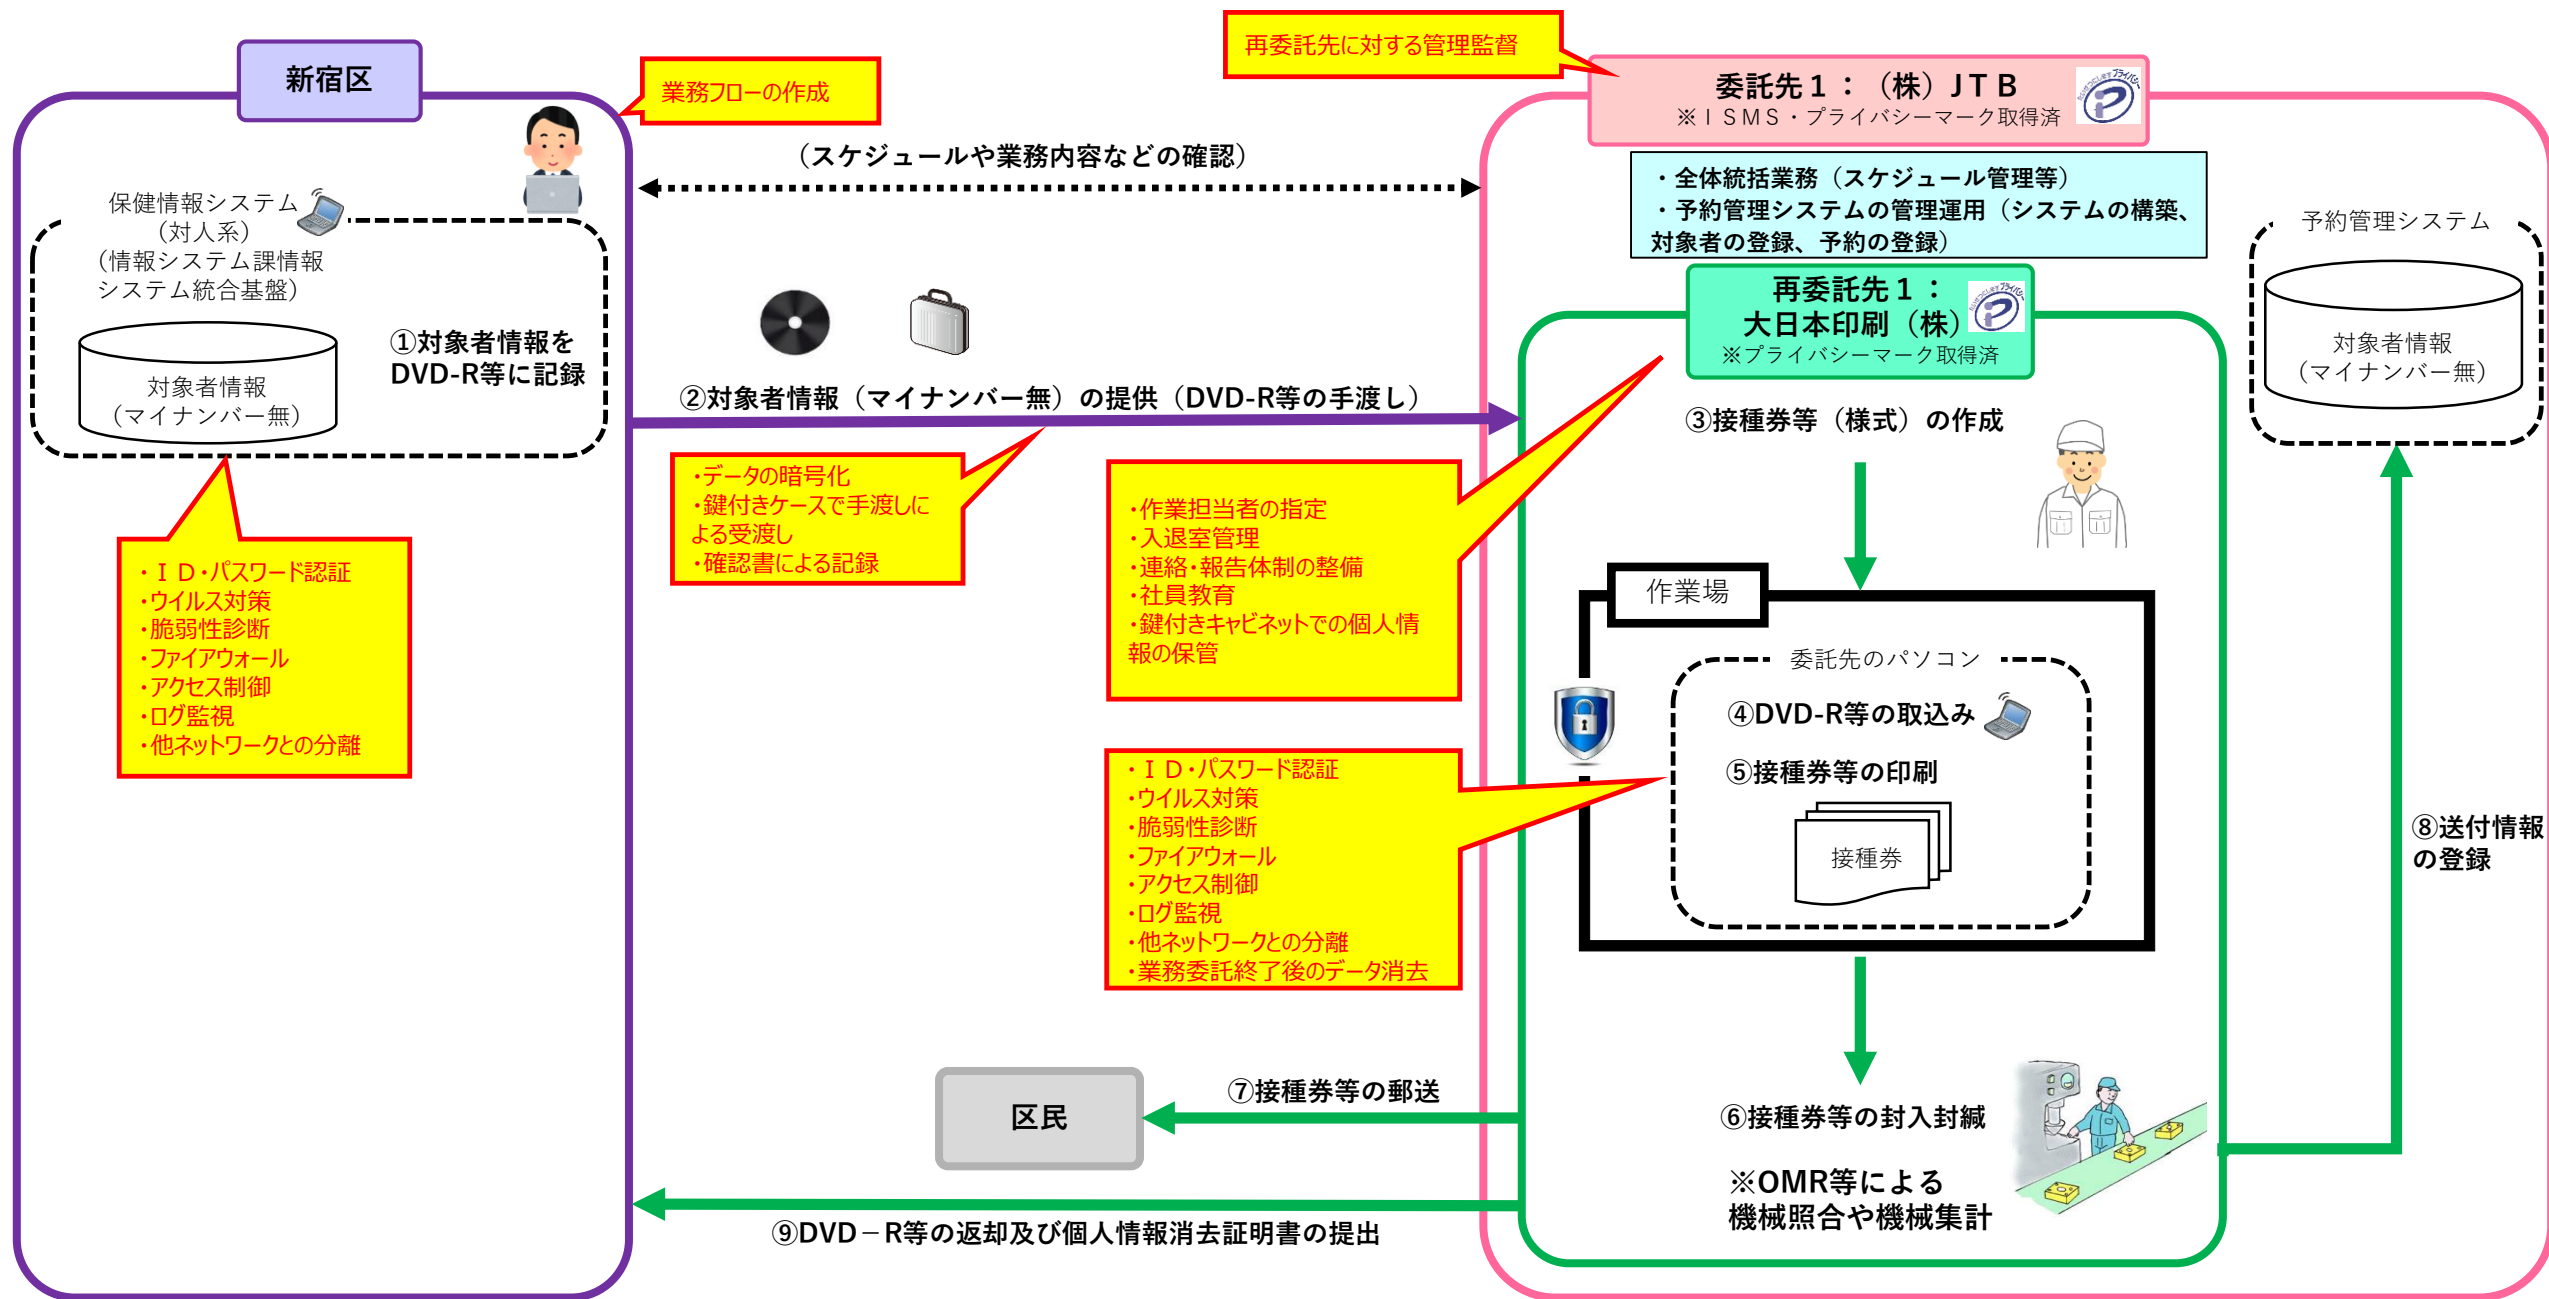 新宿区
業務フローの作成
再委託先に対する管理監督
委託先１：（株）JＴＢ
※ＩＳＭＳ・プライバシーマーク取得済
（スケジュールや業務内容などの確認）
・全体統括業務（スケジュール管理等）
・予約管理システムの管理運用（システムの構築、
対象者の登録、予約の登録）
保健情報システム
（対人系）
（情報システム課情報
システム統合基盤）
対象者情報
（マイナンバー無）
①対象者情報を
DVD-R等に記録
・ＩＤ・パスワード認証
・ウイルス対策
・脆弱性診断
・ファイアウォール
・アクセス制御
・ログ監視
・他ネットワークとの分離
②対象者情報（マイナンバー無）の提供（DVD-R等の手渡し）
・データの暗号化
・鍵付きケースで手渡しに
よる受渡し
・確認書による記録
再委託先１：
大日本印刷（株）
※プライバシーマーク取得済
・作業担当者の指定
・入退室管理
・連絡・報告体制の整備
・社員教育
・鍵付きキャビネットでの個人情
報の保管
③接種券等（様式）の作成
作業場
委託先のパソコン
④DVD-R等の取込み
⑤接種券等の印刷
接種券
・ＩＤ・パスワード認証
・ウイルス対策
・脆弱性診断
・ファイアウォール
・アクセス制御
・ログ監視
・他ネットワークとの分離
・業務委託終了後のデータ消去
⑥接種券等の封入封緘
※OMR等による
機械照合や機械集計
⑦接種券等の郵送
区民
予約管理システム
対象者情報
（マイナンバー無）
⑧送付情報
の登録
⑨DVD－R等の返却及び個人情報消去証明書の提出